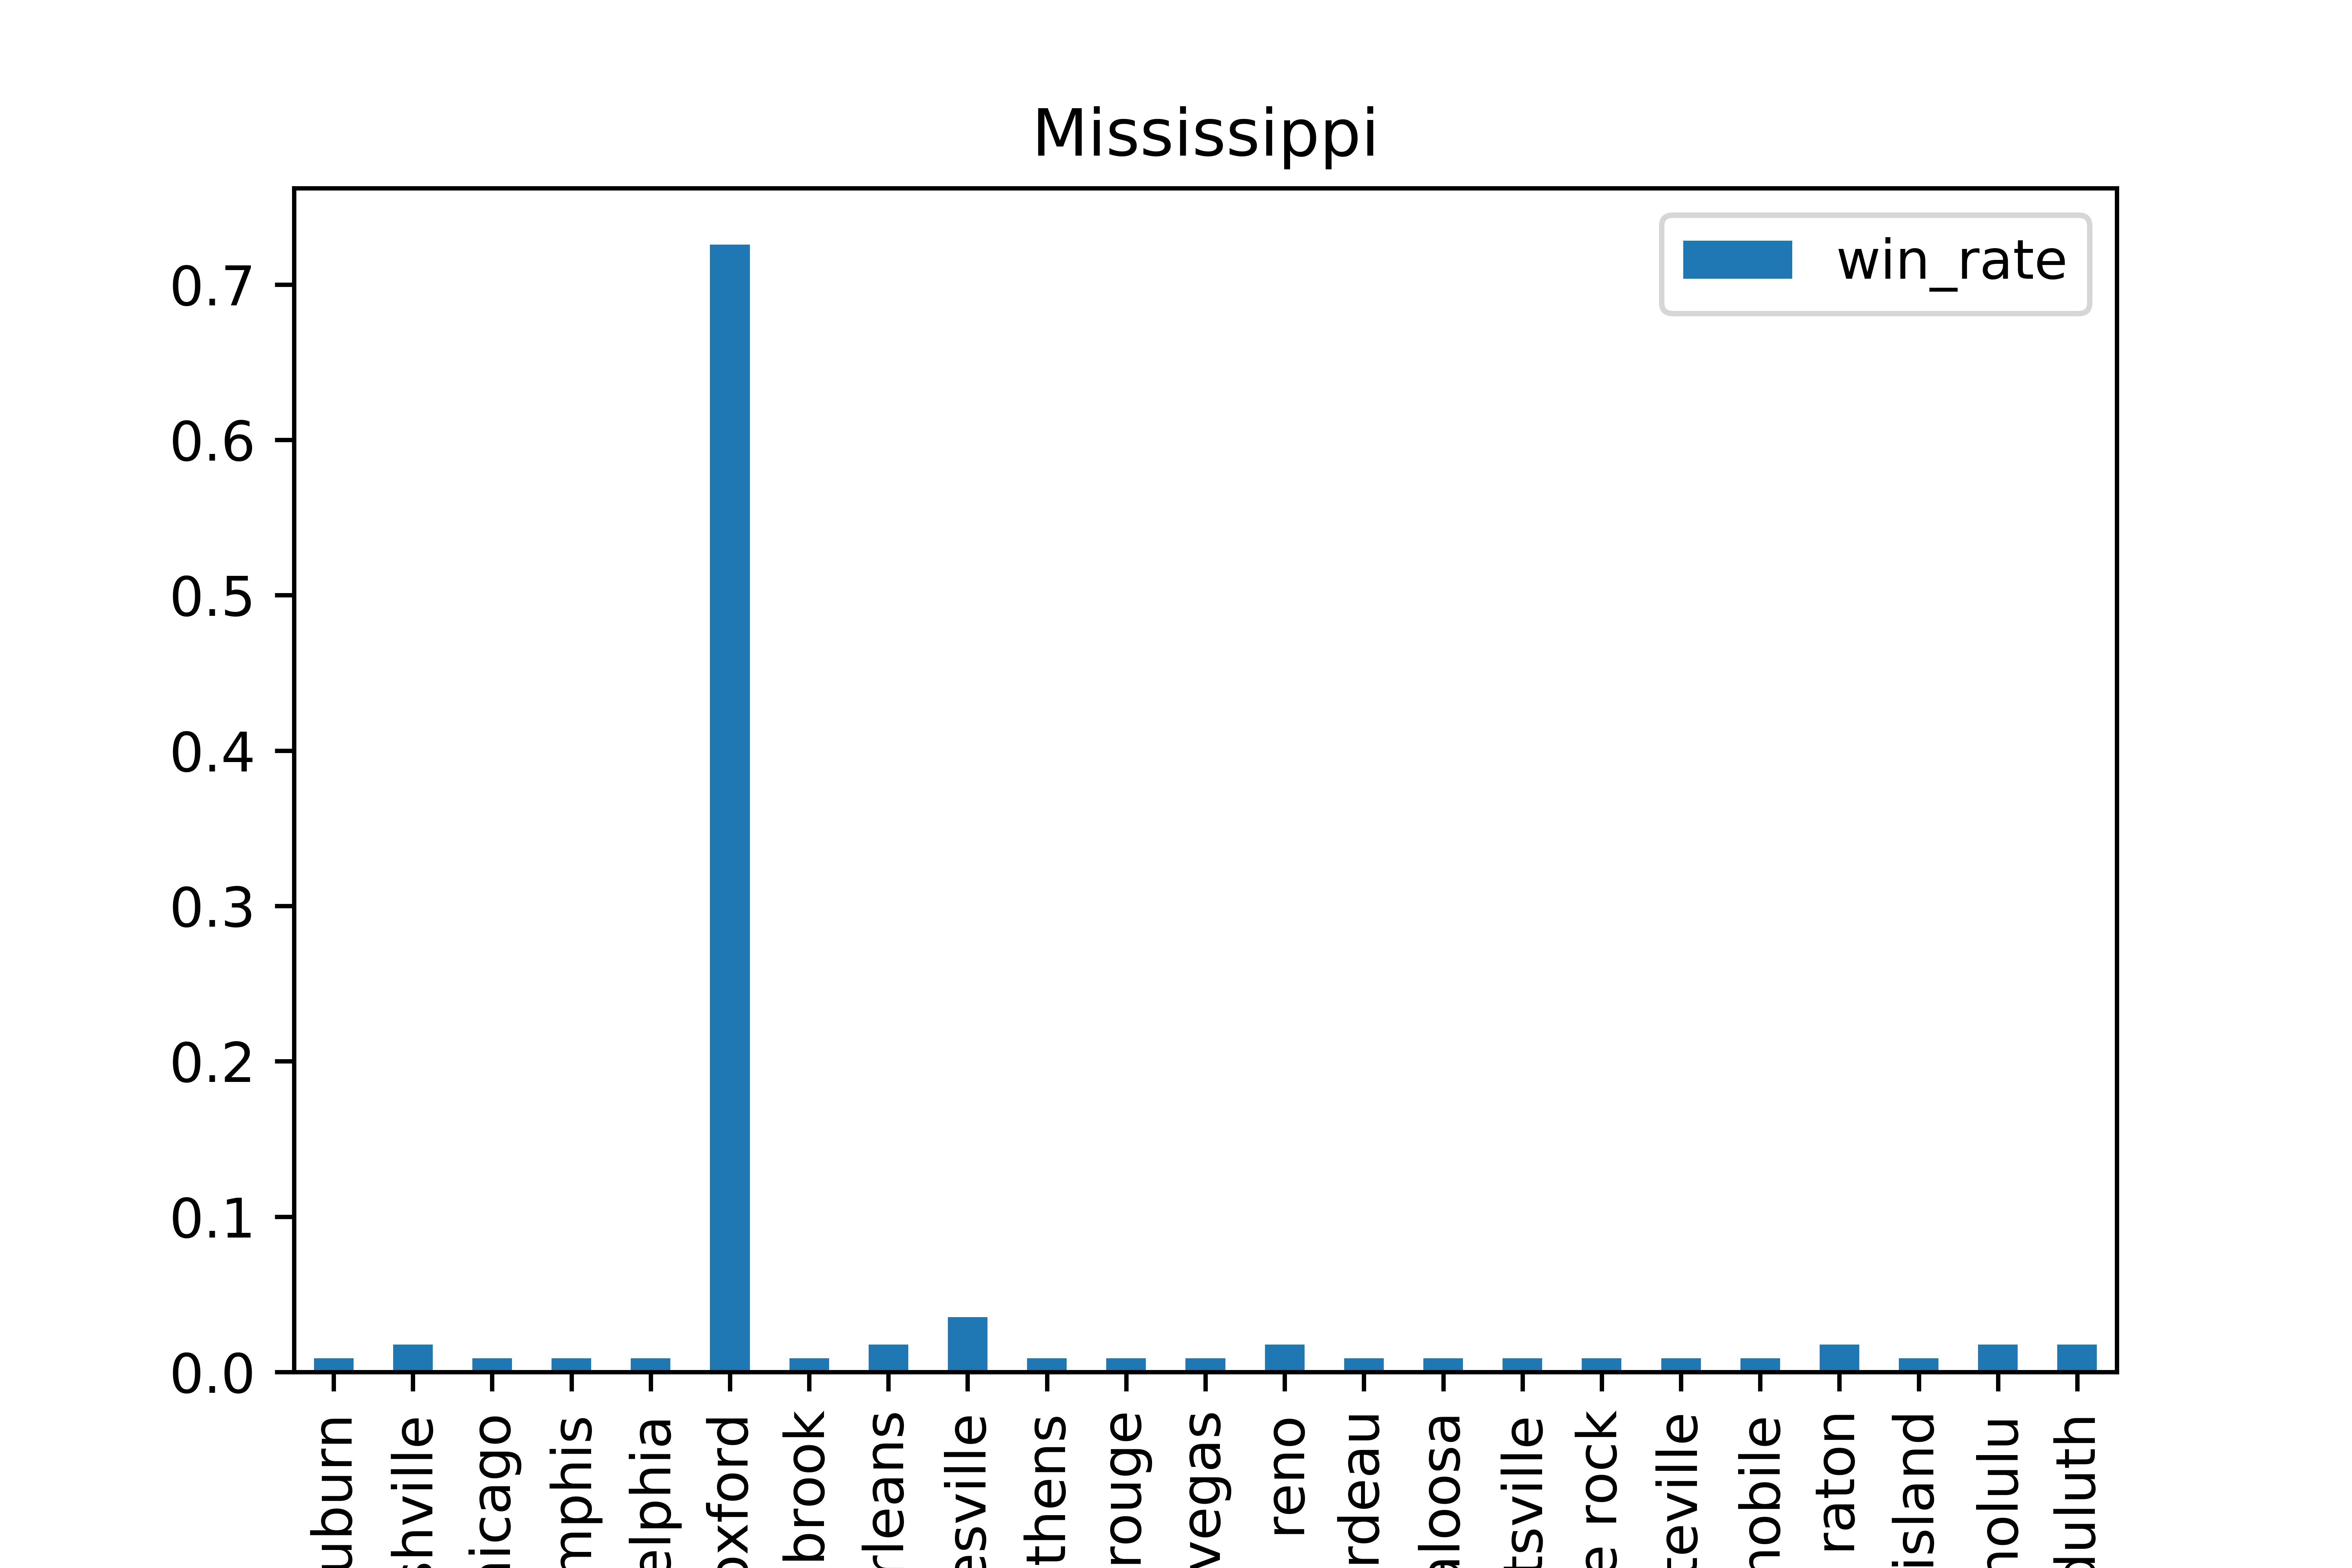 Mississippi
win_rate
0.7
0.6
0.5
0.4
0.3
0.2
0.1
0.0
uburn
shville
hicago
mphis
elphia
oxford
brook
rleans
esville
thens
rouge
vegas
reno
rdeau
aloosa
tsville
e rock
teville
mobile
raton
island
nolulu
duluth